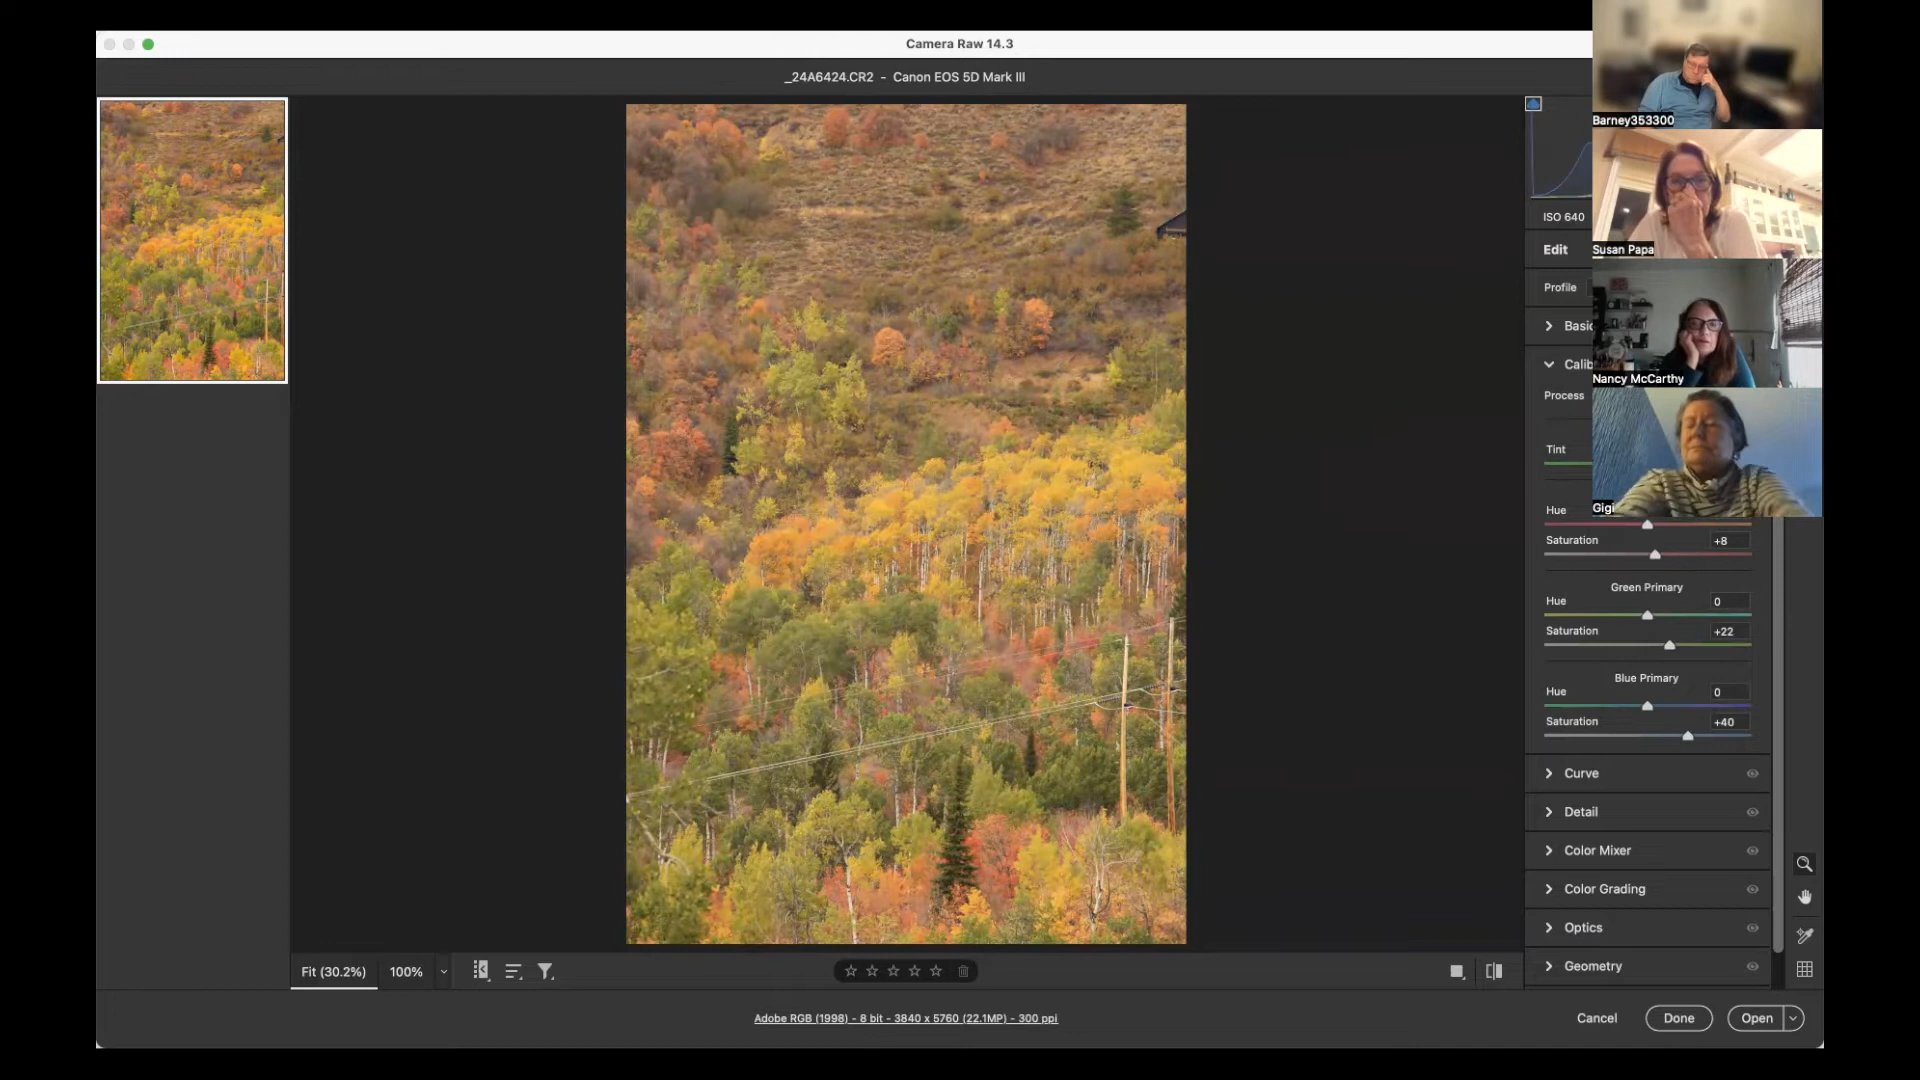 Camera Raw 14.3
_24A6424.CR2 - Canon EOS 5D Mark III
Barney353300
Susan Papa
Nancy McCarthy
Gigi
ISO 640
Edit
Profile
Basic
Calib
Process
Tint
Hue
Saturation +8
Green Primary
Hue 0
Saturation +22
Blue Primary
Hue 0
Saturation +40
Curve
Detail
Color Mixer
Color Grading
Optics
Geometry
Fit (30.2%) 100%
Adobe RGB (1998) - 8 bit - 3840 x 5760 (22.1MP) - 300 ppi
Cancel Done Open